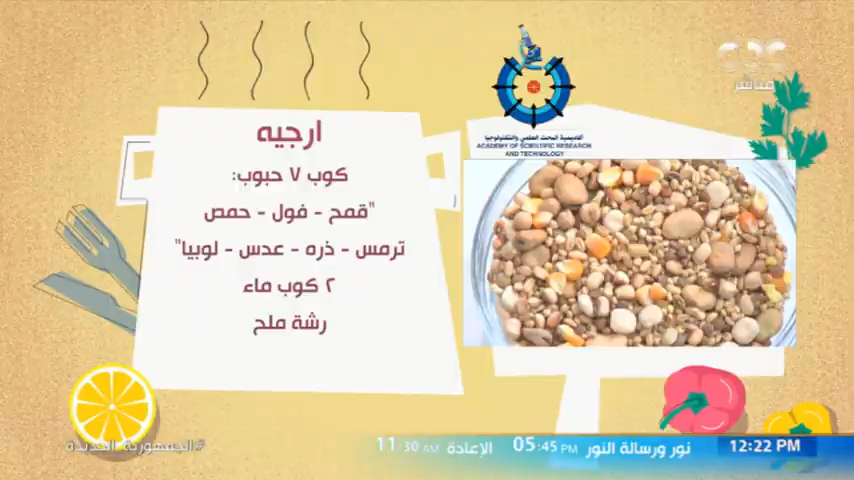 ارجيه
كوب ٧ حبوب:
"قمح - فول - حمص
ترمس - ذره - عدس - لوبيا"
٢ كوب ماء
رشة ملح
أكاديمية البحث العلمي والتكنولوجيا
ACADEMY OF SCIENTIFIC RESEARCH
AND TECHNOLOGY
CBC
مباشر
#الجمهورية_الجديدة
12:22 PM نور ورسالة النور 05:45 PM الإعادة 11:30 AM